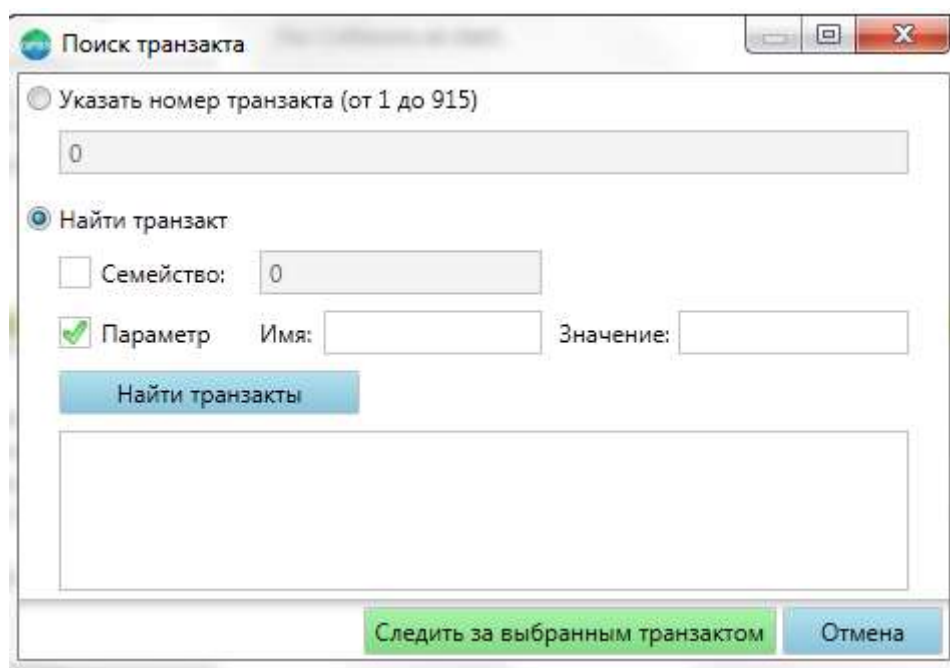 Поиск транзакта
Указать номер транзакта (от 1 до 915)
0
Найти транзакт
Семейство: 0
Параметр Имя: Значение:
Найти транзакты
Следить за выбранным транзактом Отмена